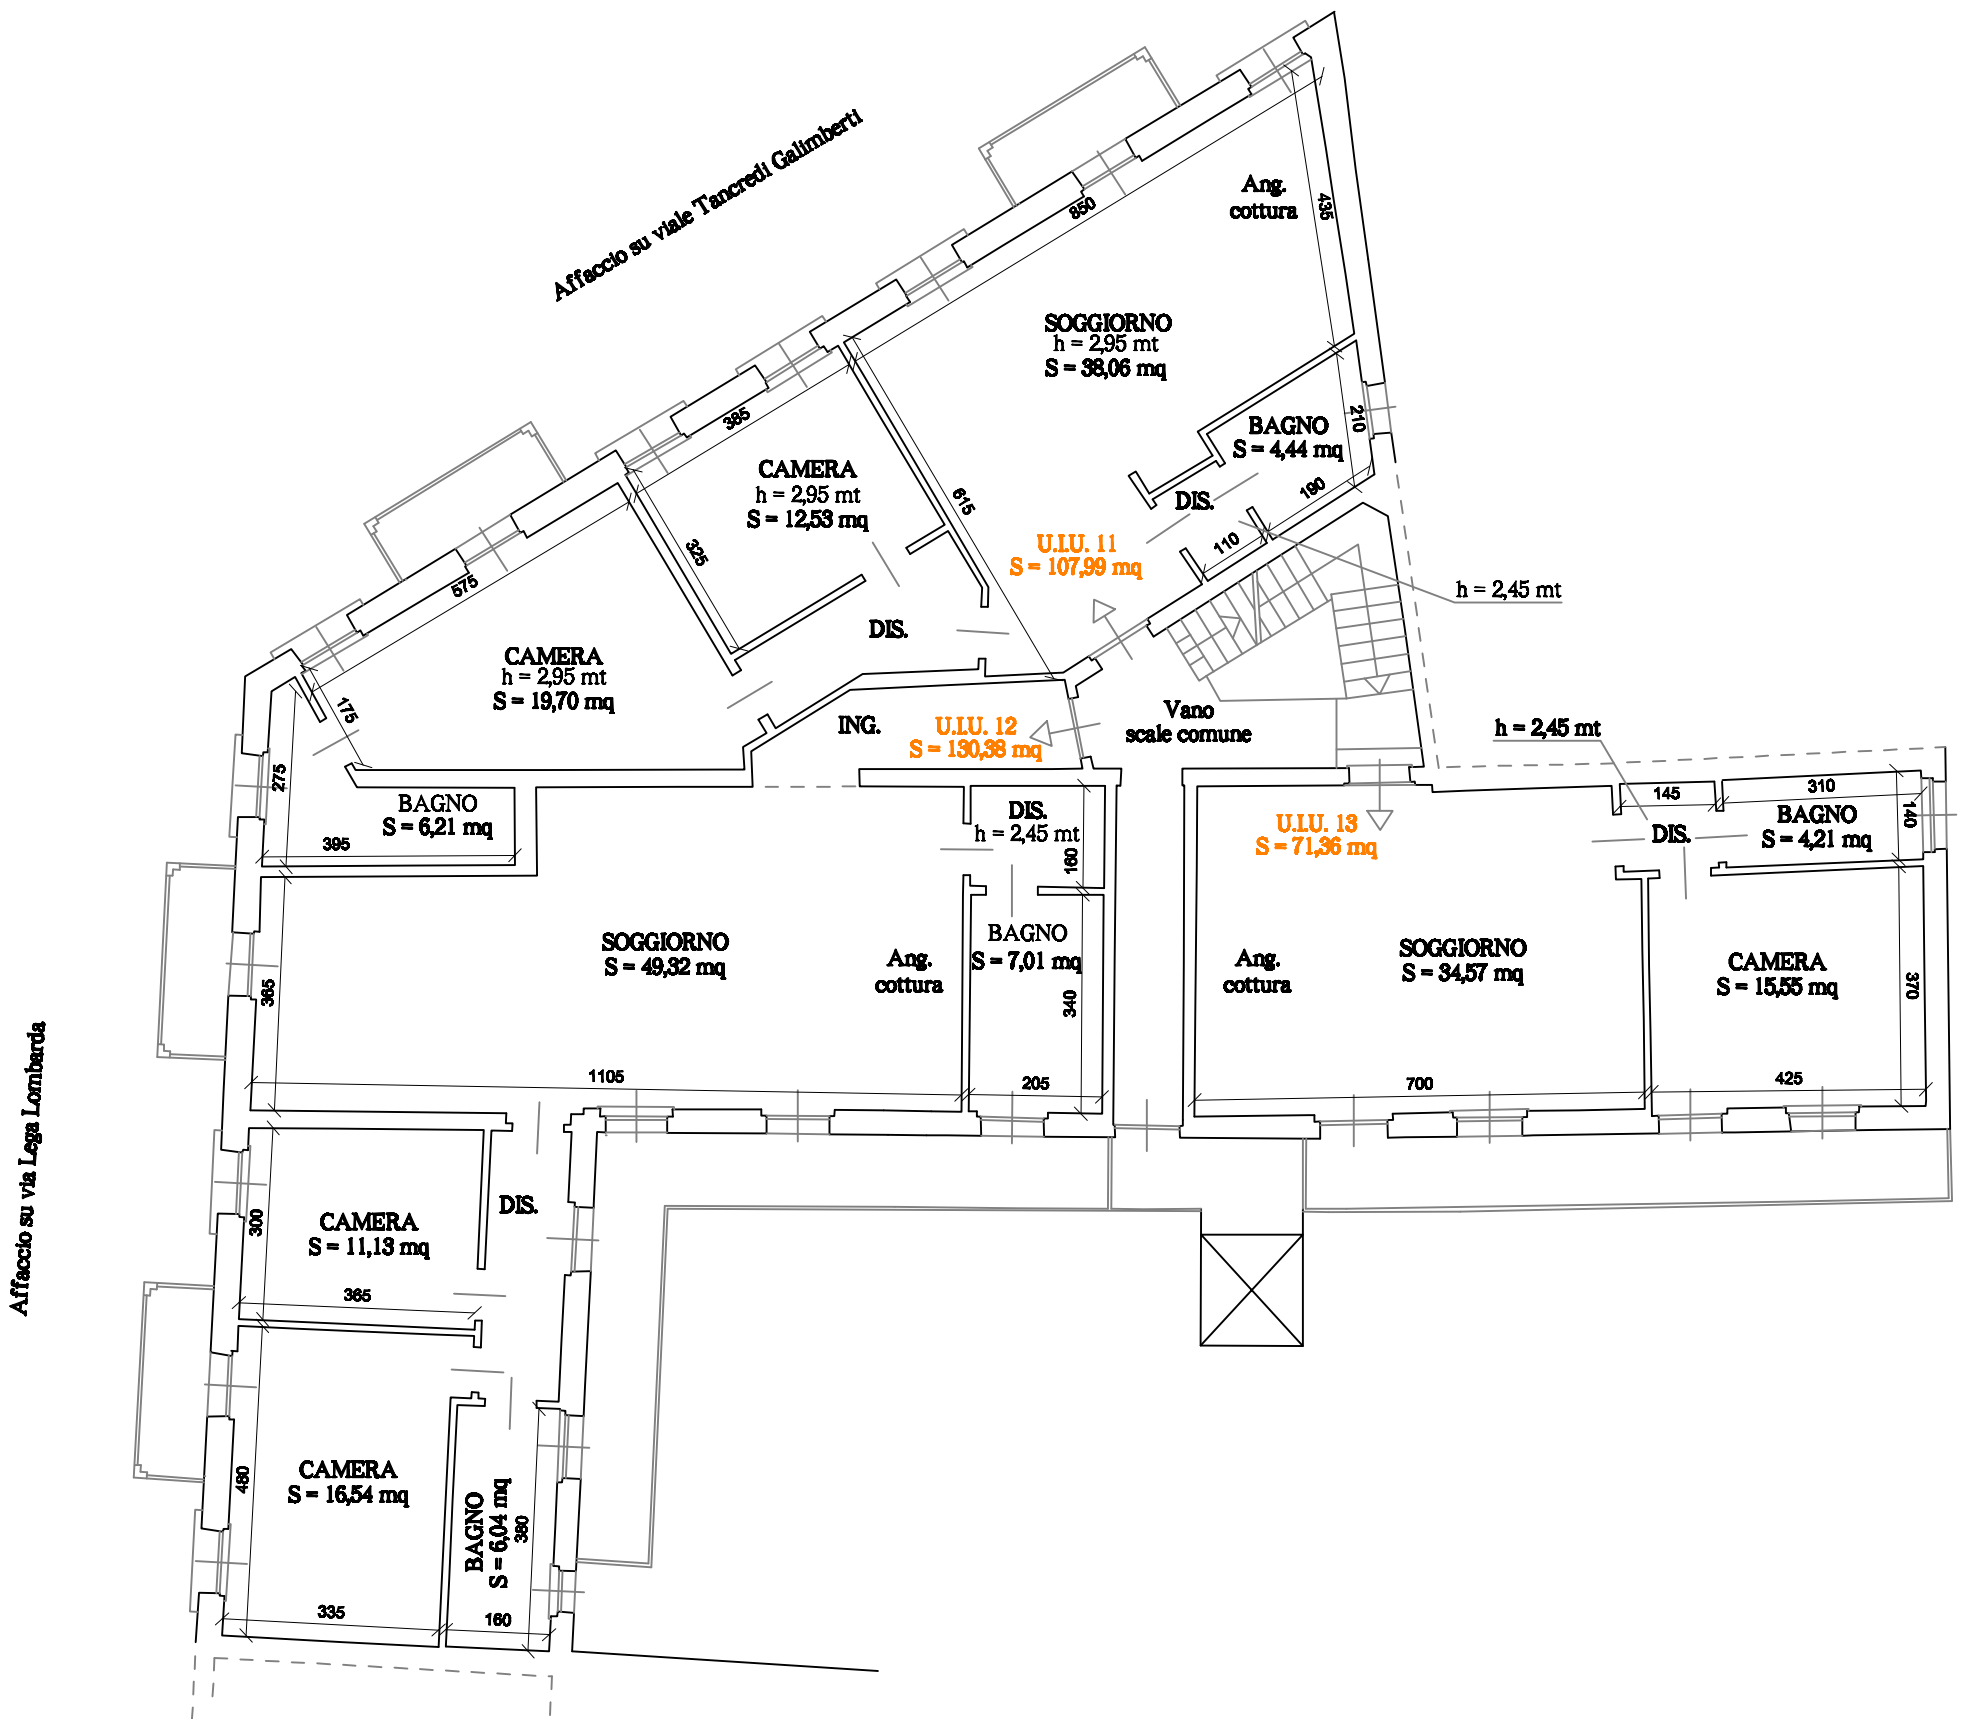 Affaccio su viale Tancredi Galimberti
850
435
Ang.
cottura
SOGGIORNO
h = 2,95 mt
S = 38,06 mq
385
210
BAGNO
S = 4,44 mq
CAMERA
h = 2,95 mt
S = 12,53 mq
615
190
DIS.
110
U.I.U. 11
S = 107,99 mq
325
575
h = 2,45 mt
DIS.
CAMERA
h = 2,95 mt
S = 19,70 mq
175
ING.
U.I.U. 12
S = 130,38 mq
Vano
scale comune
h = 2,45 mt
275
BAGNO
S = 6,21 mq
395
DIS.
h = 2,45 mt
160
U.I.U. 13
S = 71,36 mq
145
310
DIS.
BAGNO
S = 4,21 mq
140
SOGGIORNO
S = 49,32 mq
Ang.
cottura
BAGNO
S = 7,01 mq
Ang.
cottura
SOGGIORNO
S = 34,57 mq
CAMERA
S = 15,55 mq
365
340
370
1105
205
700
425
Affaccio su via Lega Lombarda
DIS.
300
CAMERA
S = 11,13 mq
365
CAMERA
S = 16,54 mq
480
BAGNO
S = 6,04 mq
380
335
160